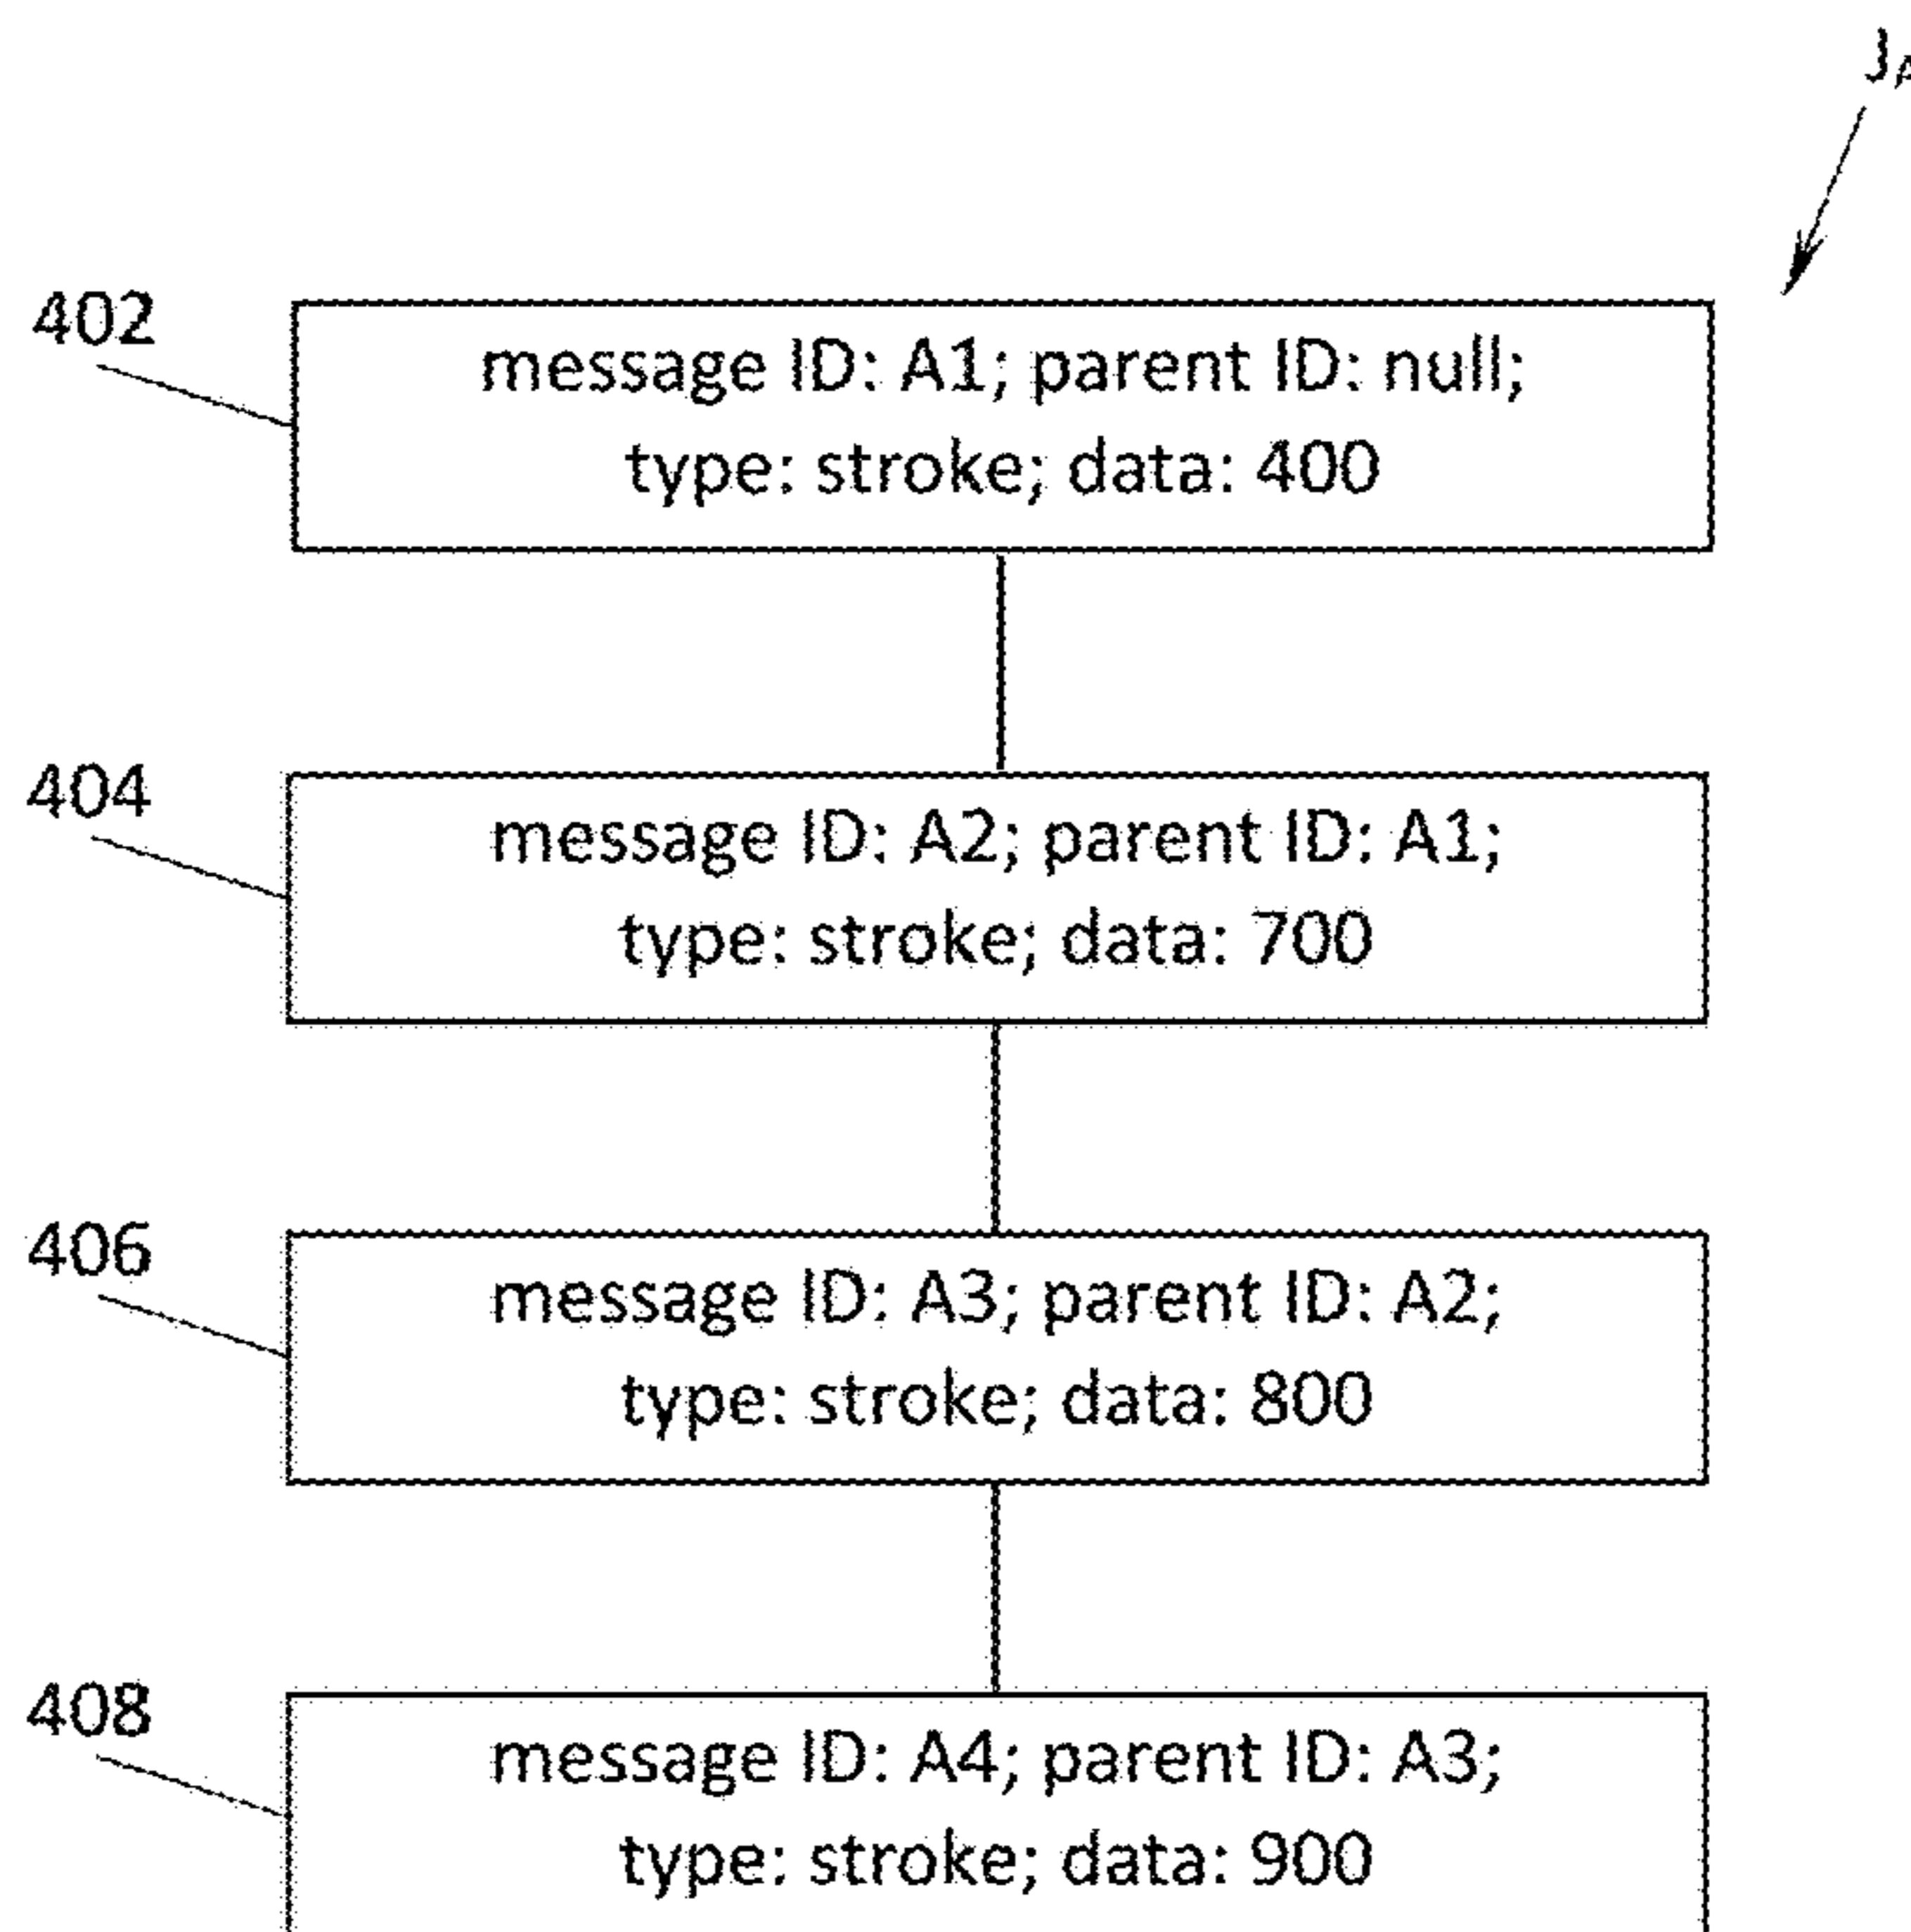 402
message ID: A1; parent ID: null;
type: stroke; data: 400
404
message ID: A2; parent ID: A1;
type: stroke; data: 700
406
message ID: A3; parent ID: A2;
type: stroke; data: 800
408
message ID: A4; parent ID: A3;
type: stroke; data: 900